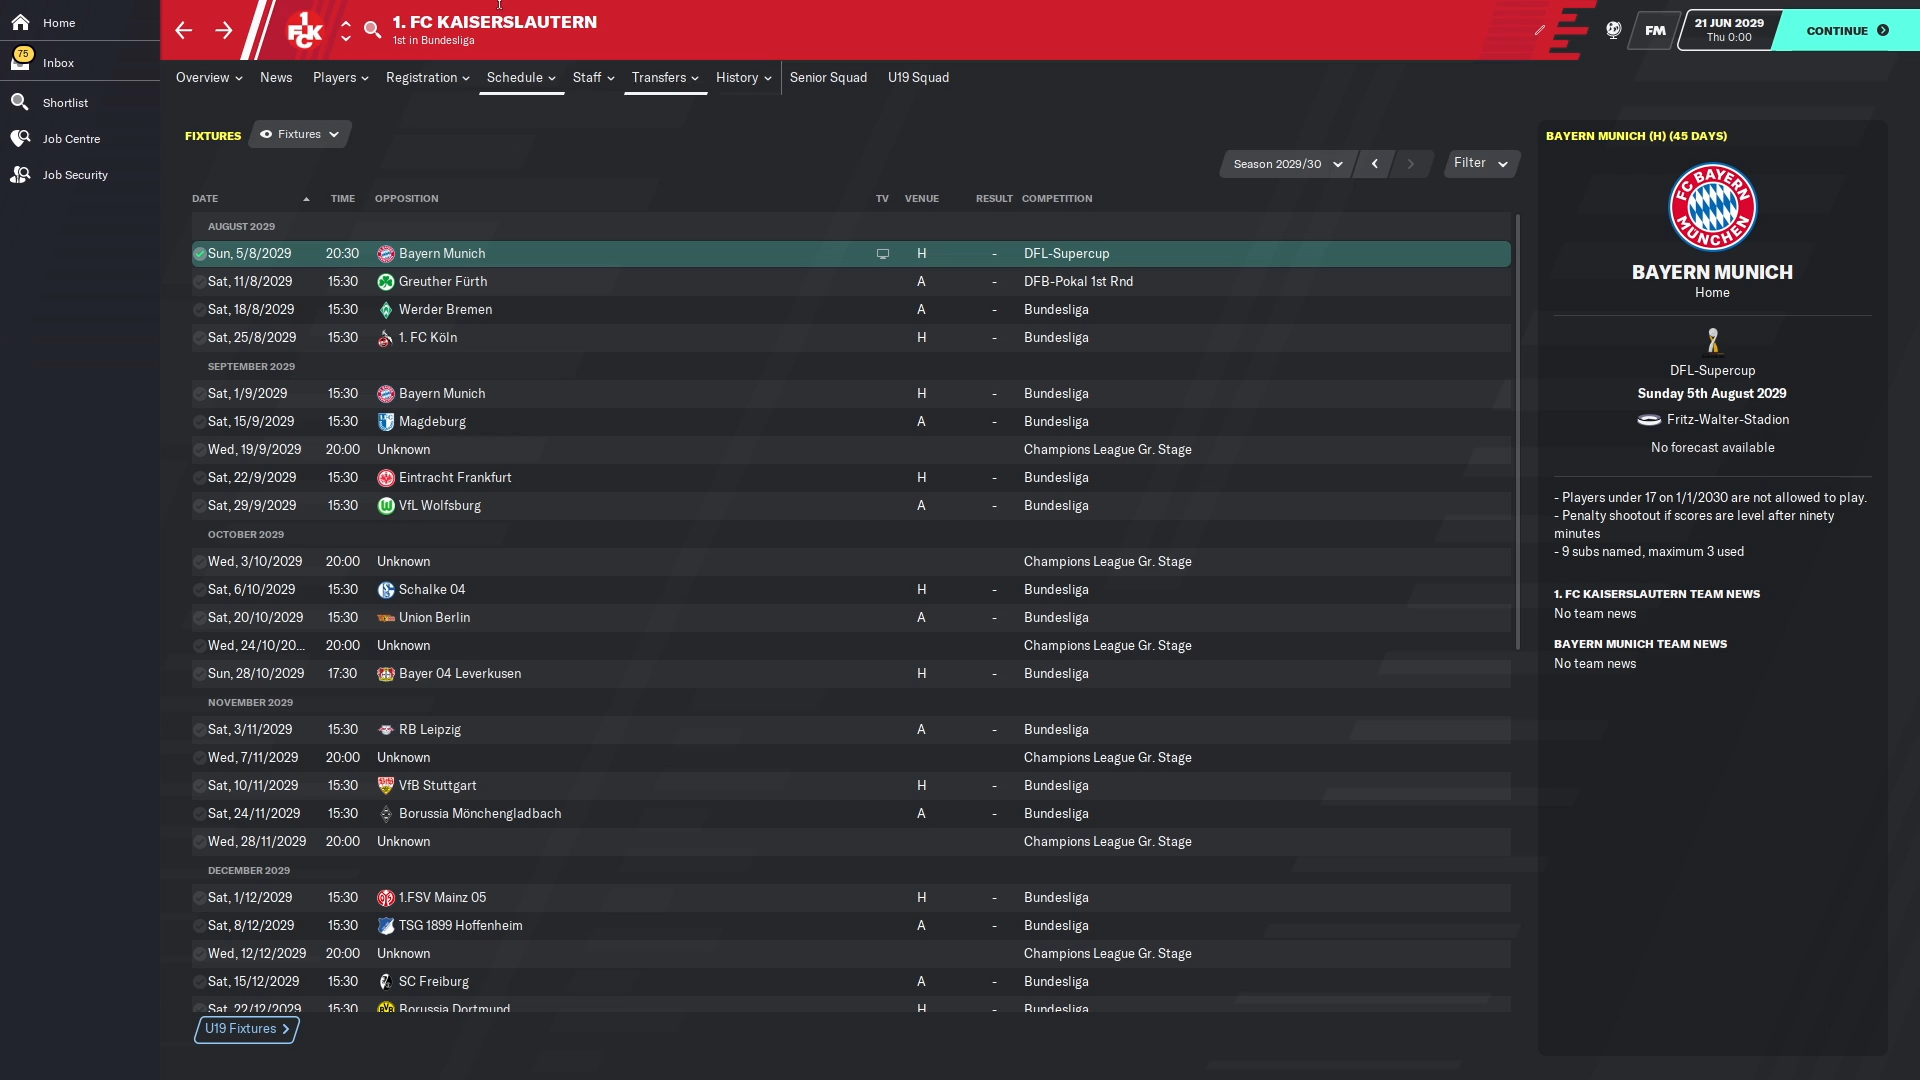 Home
75
Inbox
Shortlist
Job Centre
Job Security
1. FC KAISERSLAUTERN
1st in Bundesliga
FM
21 JUN 2029
Thu 0:00
CONTINUE
Overview News Players Registration Schedule Staff Transfers History Senior Squad U19 Squad
FIXTURES Fixtures
Season 2029/30 Filter
DATE TIME OPPOSITION TV VENUE RESULT COMPETITION
AUGUST 2029
Sun, 5/8/2029 20:30 Bayern Munich H - DFL-Supercup
Sat, 11/8/2029 15:30 Greuther Fürth A - DFB-Pokal 1st Rnd
Sat, 18/8/2029 15:30 Werder Bremen A - Bundesliga
Sat, 25/8/2029 15:30 1. FC Köln H - Bundesliga
SEPTEMBER 2029
Sat, 1/9/2029 15:30 Bayern Munich H - Bundesliga
Sat, 15/9/2029 15:30 Magdeburg A - Bundesliga
Wed, 19/9/2029 20:00 Unknown Champions League Gr. Stage
Sat, 22/9/2029 15:30 Eintracht Frankfurt H - Bundesliga
Sat, 29/9/2029 15:30 VfL Wolfsburg A - Bundesliga
OCTOBER 2029
Wed, 3/10/2029 20:00 Unknown Champions League Gr. Stage
Sat, 6/10/2029 15:30 Schalke 04 H - Bundesliga
Sat, 20/10/2029 15:30 Union Berlin A - Bundesliga
Wed, 24/10/20... 20:00 Unknown Champions League Gr. Stage
Sun, 28/10/2029 17:30 Bayer 04 Leverkusen H - Bundesliga
NOVEMBER 2029
Sat, 3/11/2029 15:30 RB Leipzig A - Bundesliga
Wed, 7/11/2029 20:00 Unknown Champions League Gr. Stage
Sat, 10/11/2029 15:30 VfB Stuttgart H - Bundesliga
Sat, 24/11/2029 15:30 Borussia Mönchengladbach A - Bundesliga
Wed, 28/11/2029 20:00 Unknown Champions League Gr. Stage
DECEMBER 2029
Sat, 1/12/2029 15:30 1.FSV Mainz 05 H - Bundesliga
Sat, 8/12/2029 15:30 TSG 1899 Hoffenheim A - Bundesliga
Wed, 12/12/2029 20:00 Unknown Champions League Gr. Stage
Sat, 15/12/2029 15:30 SC Freiburg A - Bundesliga
Sat, 22/12/2029 15:30 Borussia Dortmund H - Bundesliga
U19 Fixtures
BAYERN MUNICH (H) (45 DAYS)
FC BAYERN
MÜNCHEN
BAYERN MUNICH
Home
DFL-Supercup
Sunday 5th August 2029
Fritz-Walter-Stadion
No forecast available
- Players under 17 on 1/1/2030 are not allowed to play.
- Penalty shootout if scores are level after ninety
minutes
- 9 subs named, maximum 3 used
1. FC KAISERSLAUTERN TEAM NEWS
No team news
BAYERN MUNICH TEAM NEWS
No team news